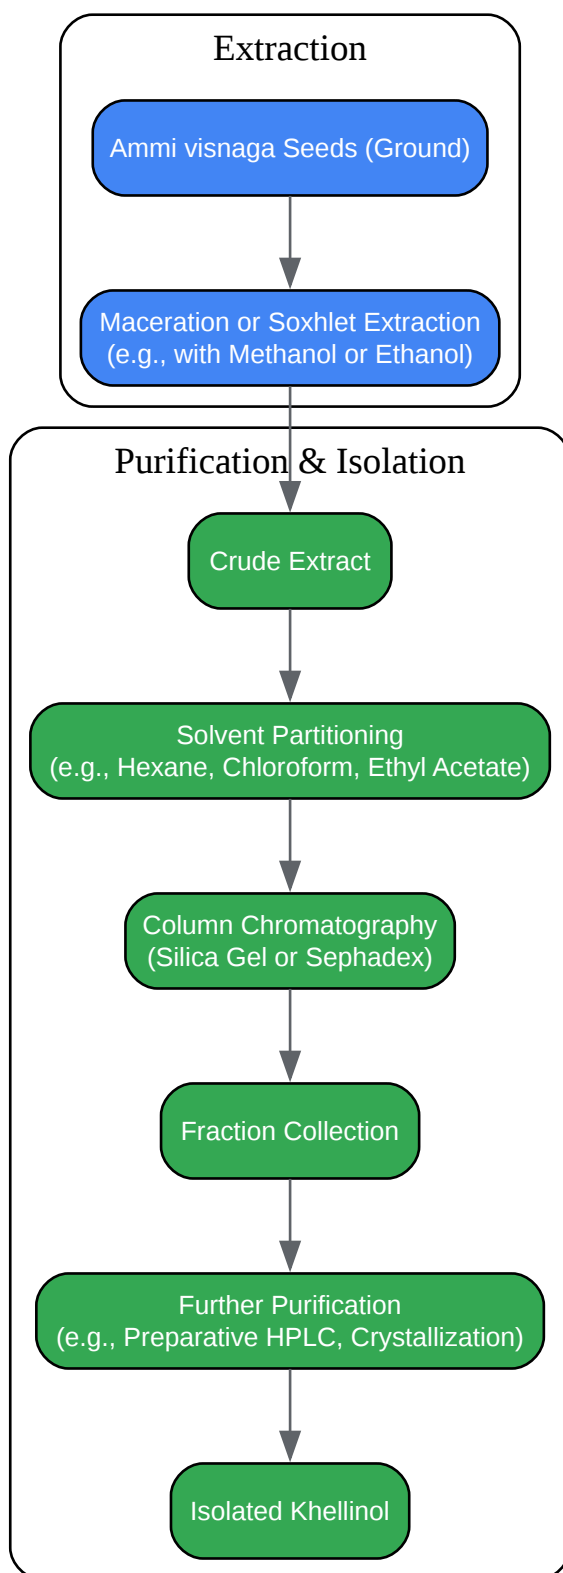 Extraction
Ammi visnaga Seeds (Ground)
Maceration or Soxhlet Extraction
(e.g., with Methanol or Ethanol)
Purification & Isolation
Crude Extract
Solvent Partitioning
(e.g., Hexane, Chloroform, Ethyl Acetate)
Column Chromatography
(Silica Gel or Sephadex)
Fraction Collection
Further Purification
(e.g., Preparative HPLC, Crystallization)
Isolated Khellinol